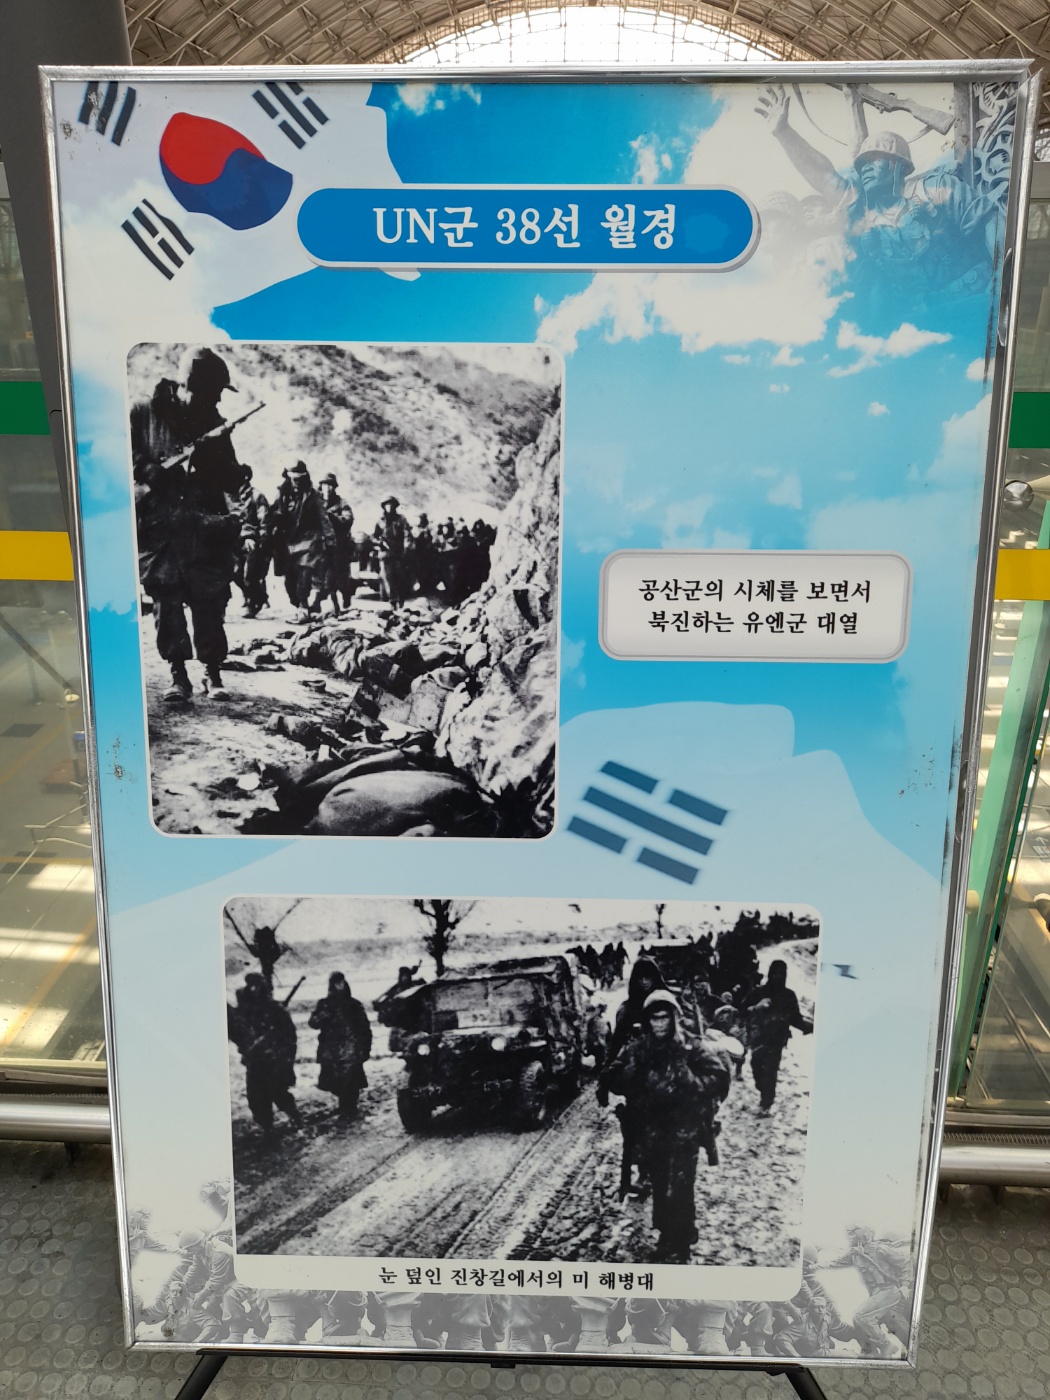 UN군 38선 월경
공산군의 시체를 보면서
북진하는 유엔군 대열
눈 덮인 진창길에서의 미 해병대